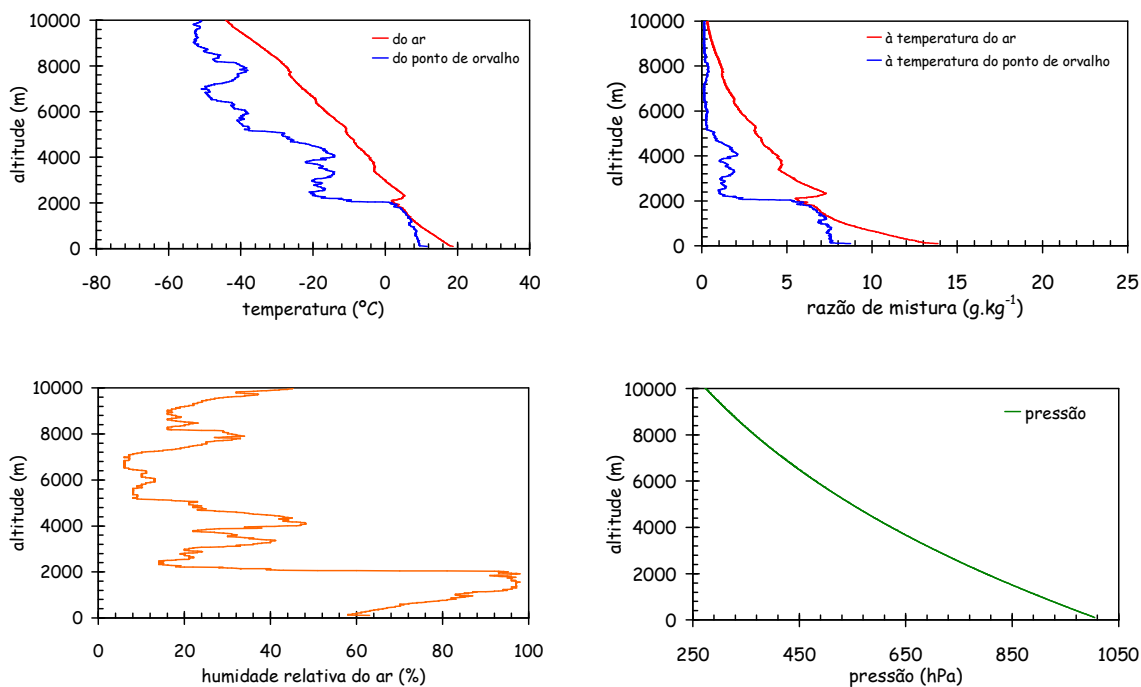 10000
8000
6000
4000
2000
0
altitude (m)
do ar
do ponto de orvalho
-80 -60 -40 -20 0 20 40
temperatura (ºC)
10000
8000
6000
4000
2000
0
altitude (m)
à temperatura do ar
à temperatura do ponto de orvalho
0 5 10 15 20 25
razão de mistura (g.kg⁻¹)
10000
8000
6000
4000
2000
0
altitude (m)
0 20 40 60 80 100
humidade relativa do ar (%)
10000
8000
6000
4000
2000
0
altitude (m)
pressão
250 450 650 850 1050
pressão (hPa)